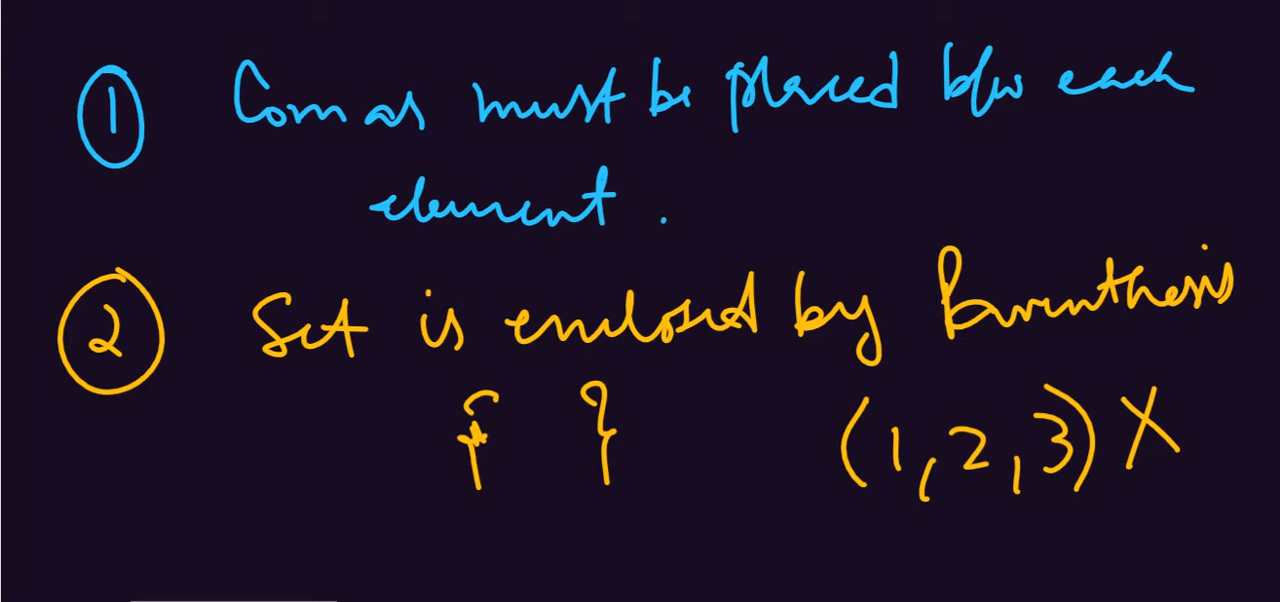 ① Comas must be placed b/w each
element.
② Set is enclosed by Parenthesis
{ } (1,2,3) X